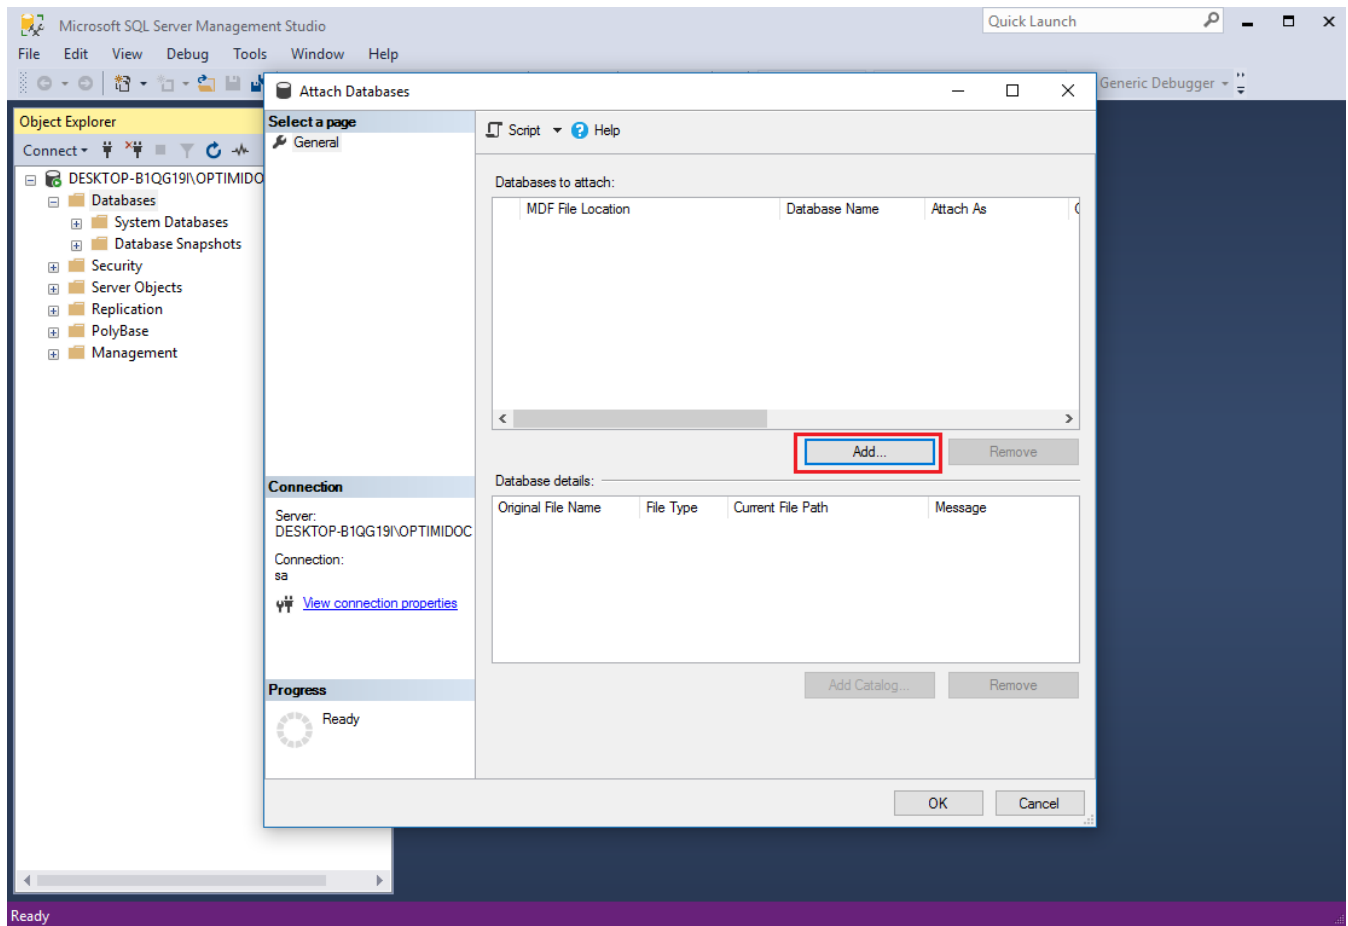 Microsoft SQL Server Management Studio
Quick Launch
File Edit View Debug Tools Window Help
Generic Debugger
Attach Databases
Object Explorer
Connect
DESKTOP-B1QG19I\OPTIMIDO
Databases
System Databases
Database Snapshots
Security
Server Objects
Replication
PolyBase
Management
Select a page
General
Script Help
Databases to attach:
MDF File Location Database Name Attach As
Add... Remove
Database details:
Original File Name File Type Current File Path Message
Connection
Server:
DESKTOP-B1QG19I\OPTIMIDOC
Connection:
sa
View connection properties
Add Catalog... Remove
Progress
Ready
OK Cancel
Ready